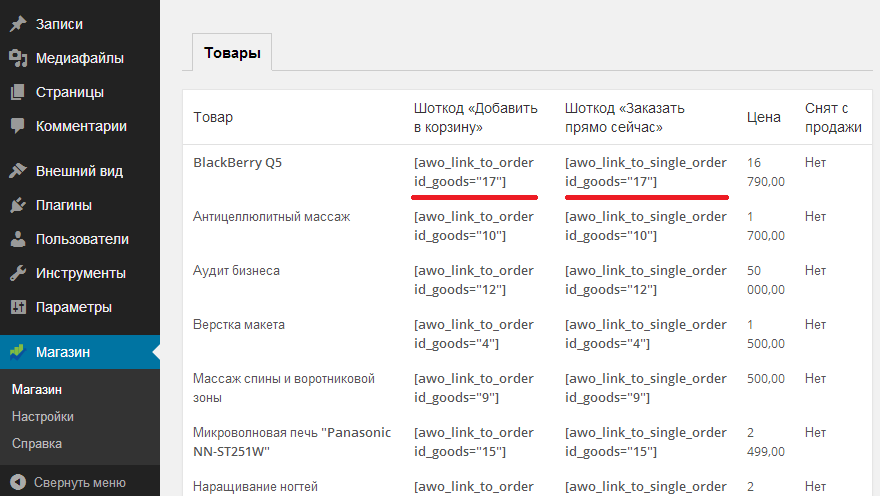 Записи
Медиафайлы
Страницы
Комментарии
Внешний вид
Плагины
Пользователи
Инструменты
Параметры
Магазин
Магазин
Настройки
Справка
Свернуть меню
Товары
Товар
Шоткод «Добавить
в корзину»
Шоткод «Заказать
прямо сейчас»
Цена
Снят с
продажи
BlackBerry Q5
[awo_link_to_order
id_goods="17"]
[awo_link_to_single_order
id_goods="17"]
16
790,00
Нет
Антицеллюлитный массаж
[awo_link_to_order
id_goods="10"]
[awo_link_to_single_order
id_goods="10"]
1
700,00
Нет
Аудит бизнеса
[awo_link_to_order
id_goods="12"]
[awo_link_to_single_order
id_goods="12"]
50
000,00
Нет
Верстка макета
[awo_link_to_order
id_goods="4"]
[awo_link_to_single_order
id_goods="4"]
1
500,00
Нет
Массаж спины и воротниковой
зоны
[awo_link_to_order
id_goods="9"]
[awo_link_to_single_order
id_goods="9"]
500,00
Нет
Микроволновая печь "Panasonic
NN-ST251W"
[awo_link_to_order
id_goods="15"]
[awo_link_to_single_order
id_goods="15"]
2
499,00
Нет
Наращивание ногтей
[awo_link_to_order
[awo_link_to_single_order
2
Нет